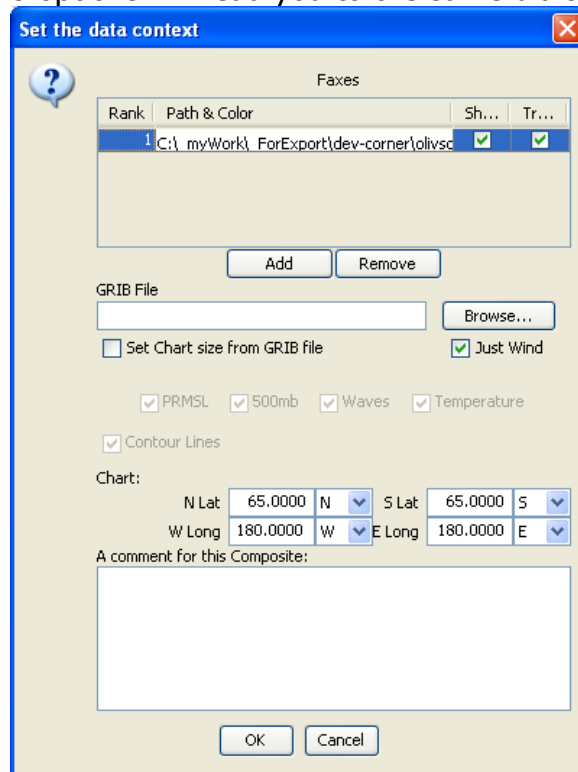 Set the data context
Faxes
Rank Path & Color Sh... Tr...
1 C:\_myWork\_ForExport\dev-corner\olivsc
Add Remove
GRIB File
Browse...
Set Chart size from GRIB file Just Wind
PRMSL 500mb Waves Temperature
Contour Lines
Chart:
N Lat 65.0000 N S Lat 65.0000 S
W Long 180.0000 W E Long 180.0000 E
A comment for this Composite:
OK Cancel